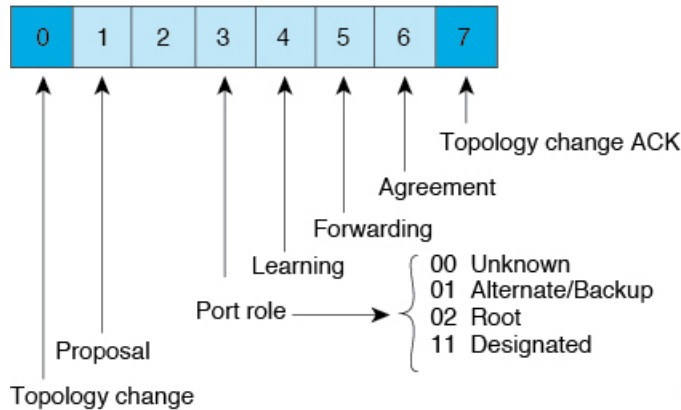 0 1 2 3 4 5 6 7
Topology change ACK
Agreement
Forwarding
Learning
00 Unknown
01 Alternate/Backup
Port role
02 Root
11 Designated
Proposal
Topology change